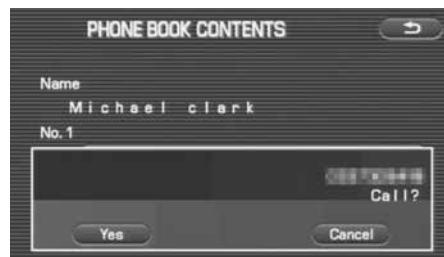 PHONE BOOK CONTENTS
Name
Michael clark
No. 1
Call?
Yes
Cancel